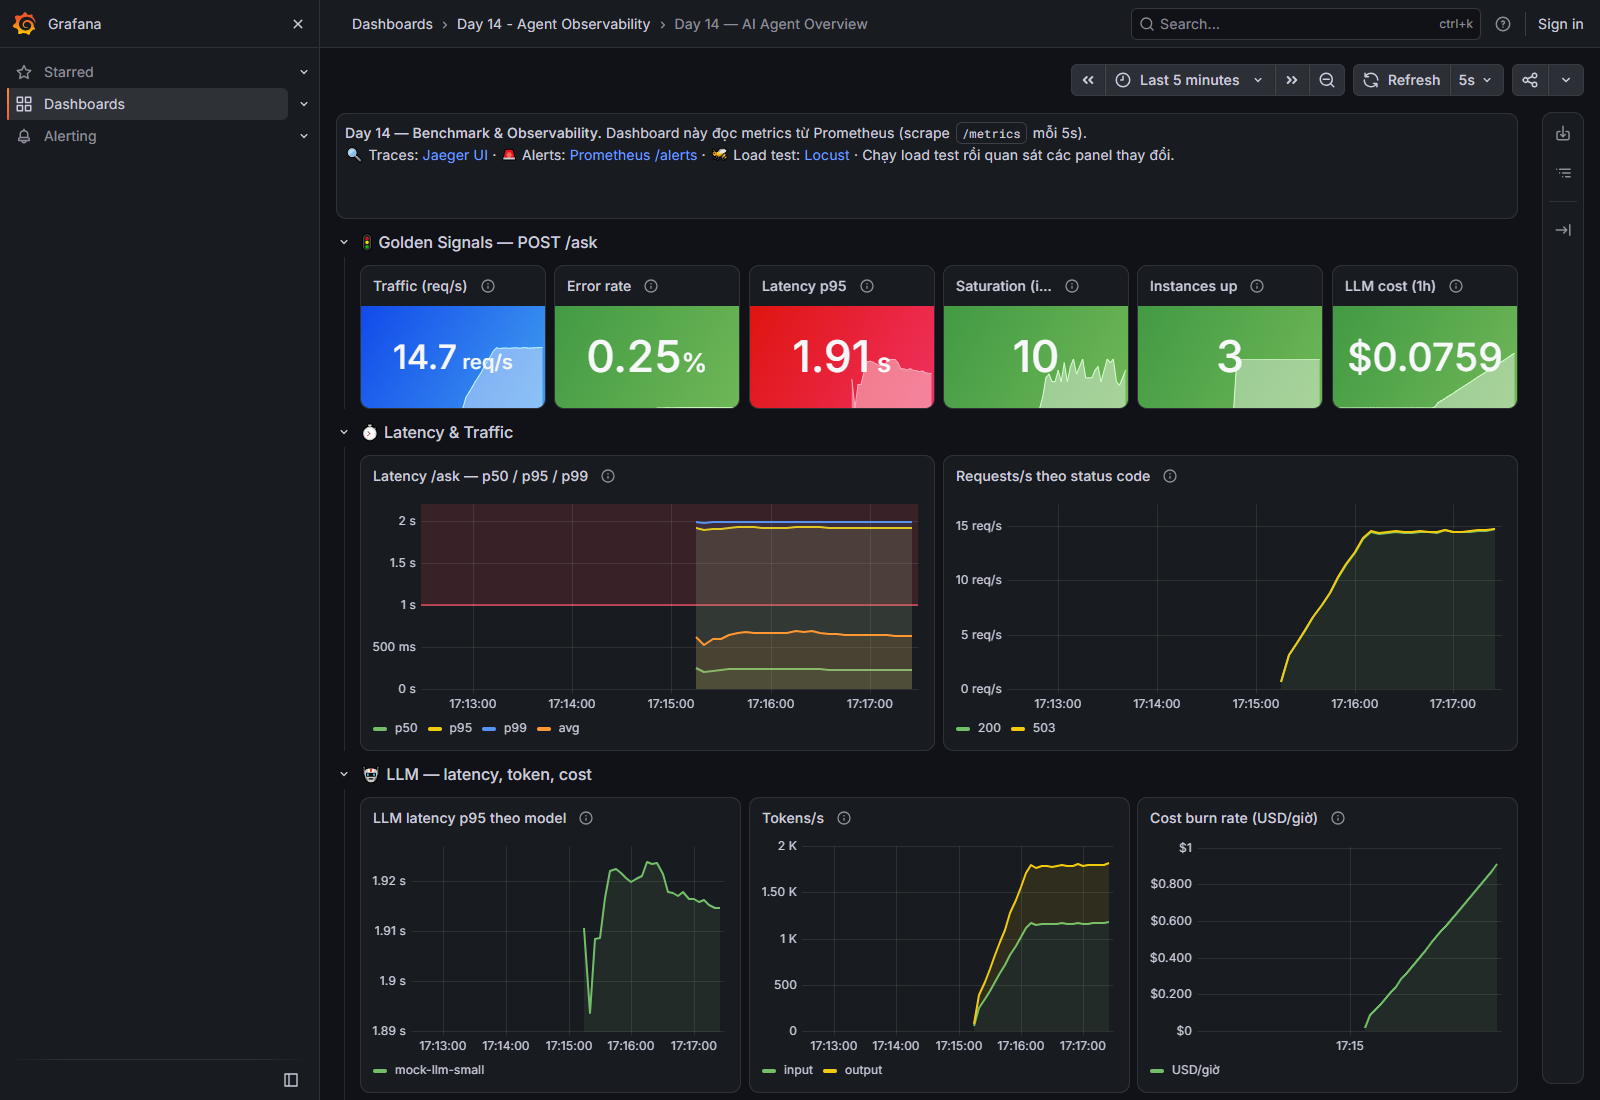 Grafana
Dashboards › Day 14 - Agent Observability › Day 14 — AI Agent Overview
Search...
ctrl+k
Sign in
Starred
Dashboards
Alerting
Last 5 minutes
Refresh
5s
Day 14 — Benchmark & Observability. Dashboard này đọc metrics từ Prometheus (scrape /metrics mỗi 5s).
Traces: Jaeger UI · Alerts: Prometheus /alerts · Load test: Locust · Chạy load test rồi quan sát các panel thay đổi.
Golden Signals — POST /ask
Traffic (req/s)
14.7 req/s
Error rate
0.25%
Latency p95
1.91 s
Saturation (i...
10
Instances up
3
LLM cost (1h)
$0.0759
Latency & Traffic
Latency /ask — p50 / p95 / p99
2 s
1.5 s
1 s
500 ms
0 s
17:13:00 17:14:00 17:15:00 17:16:00 17:17:00
p50 p95 p99 avg
Requests/s theo status code
15 req/s
10 req/s
5 req/s
0 req/s
17:13:00 17:14:00 17:15:00 17:16:00 17:17:00
200 503
LLM — latency, token, cost
LLM latency p95 theo model
1.92 s
1.91 s
1.9 s
1.89 s
17:13:00 17:14:00 17:15:00 17:16:00 17:17:00
mock-llm-small
Tokens/s
2 K
1.50 K
1 K
500
0
17:13:00 17:14:00 17:15:00 17:16:00 17:17:00
input output
Cost burn rate (USD/giờ)
$1
$0.800
$0.600
$0.400
$0.200
$0
17:15
USD/giờ